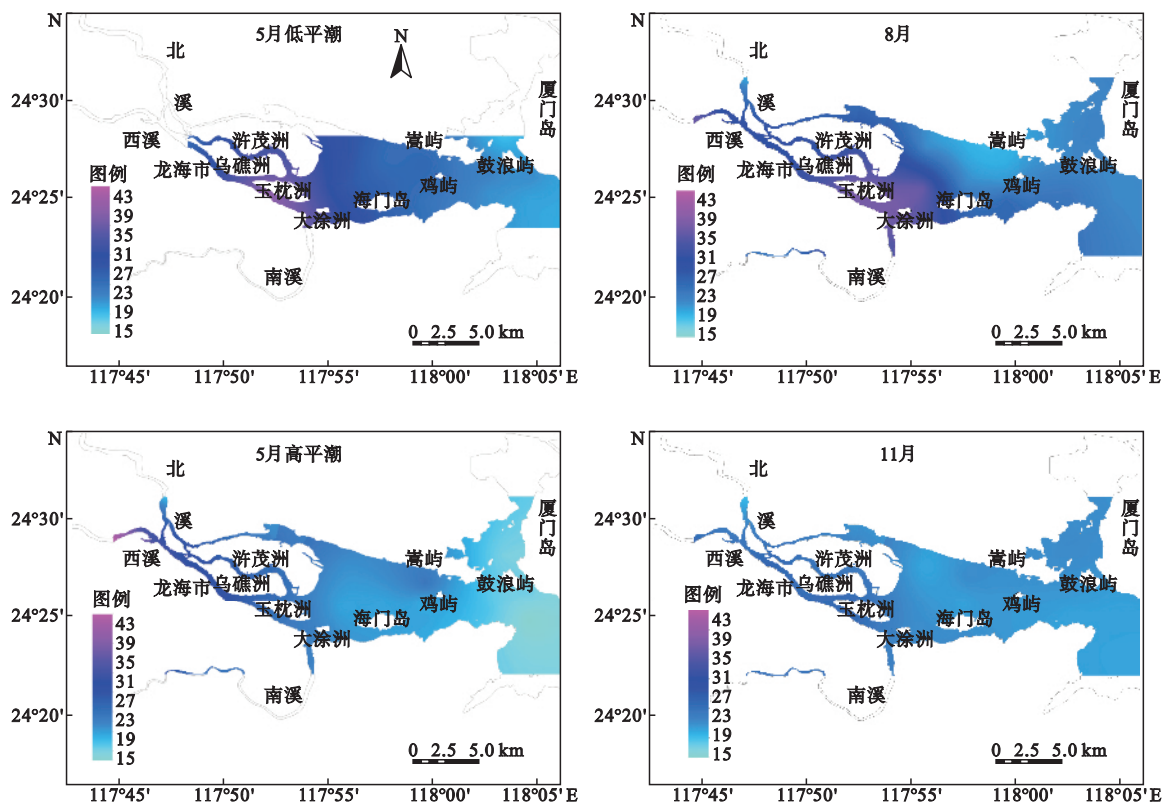 N
5月低平潮
N
北
溪
西溪
浒茂洲
嵩屿
厦门岛
龙海市
乌礁洲
鼓浪屿
玉枕洲
鸡屿
海门岛
大涂洲
南溪
图例
43
39
35
31
27
23
19
15
24°30'
24°25'
24°20'
0 2.5 5.0 km
117°45' 117°50' 117°55' 118°00' 118°05' E
N
8月
北
溪
西溪
浒茂洲
嵩屿
厦门岛
龙海市
乌礁洲
鼓浪屿
玉枕洲
鸡屿
海门岛
大涂洲
南溪
图例
43
39
35
31
27
23
19
15
24°30'
24°25'
24°20'
0 2.5 5.0 km
117°45' 117°50' 117°55' 118°00' 118°05' E
N
5月高平潮
北
溪
西溪
浒茂洲
嵩屿
厦门岛
龙海市
乌礁洲
鼓浪屿
玉枕洲
鸡屿
海门岛
大涂洲
南溪
图例
43
39
35
31
27
23
19
15
24°30'
24°25'
24°20'
0 2.5 5.0 km
117°45' 117°50' 117°55' 118°00' 118°05' E
N
11月
北
溪
西溪
浒茂洲
嵩屿
厦门岛
龙海市
乌礁洲
鼓浪屿
玉枕洲
鸡屿
海门岛
大涂洲
南溪
图例
43
39
35
31
27
23
19
15
24°30'
24°25'
24°20'
0 2.5 5.0 km
117°45' 117°50' 117°55' 118°00' 118°05' E